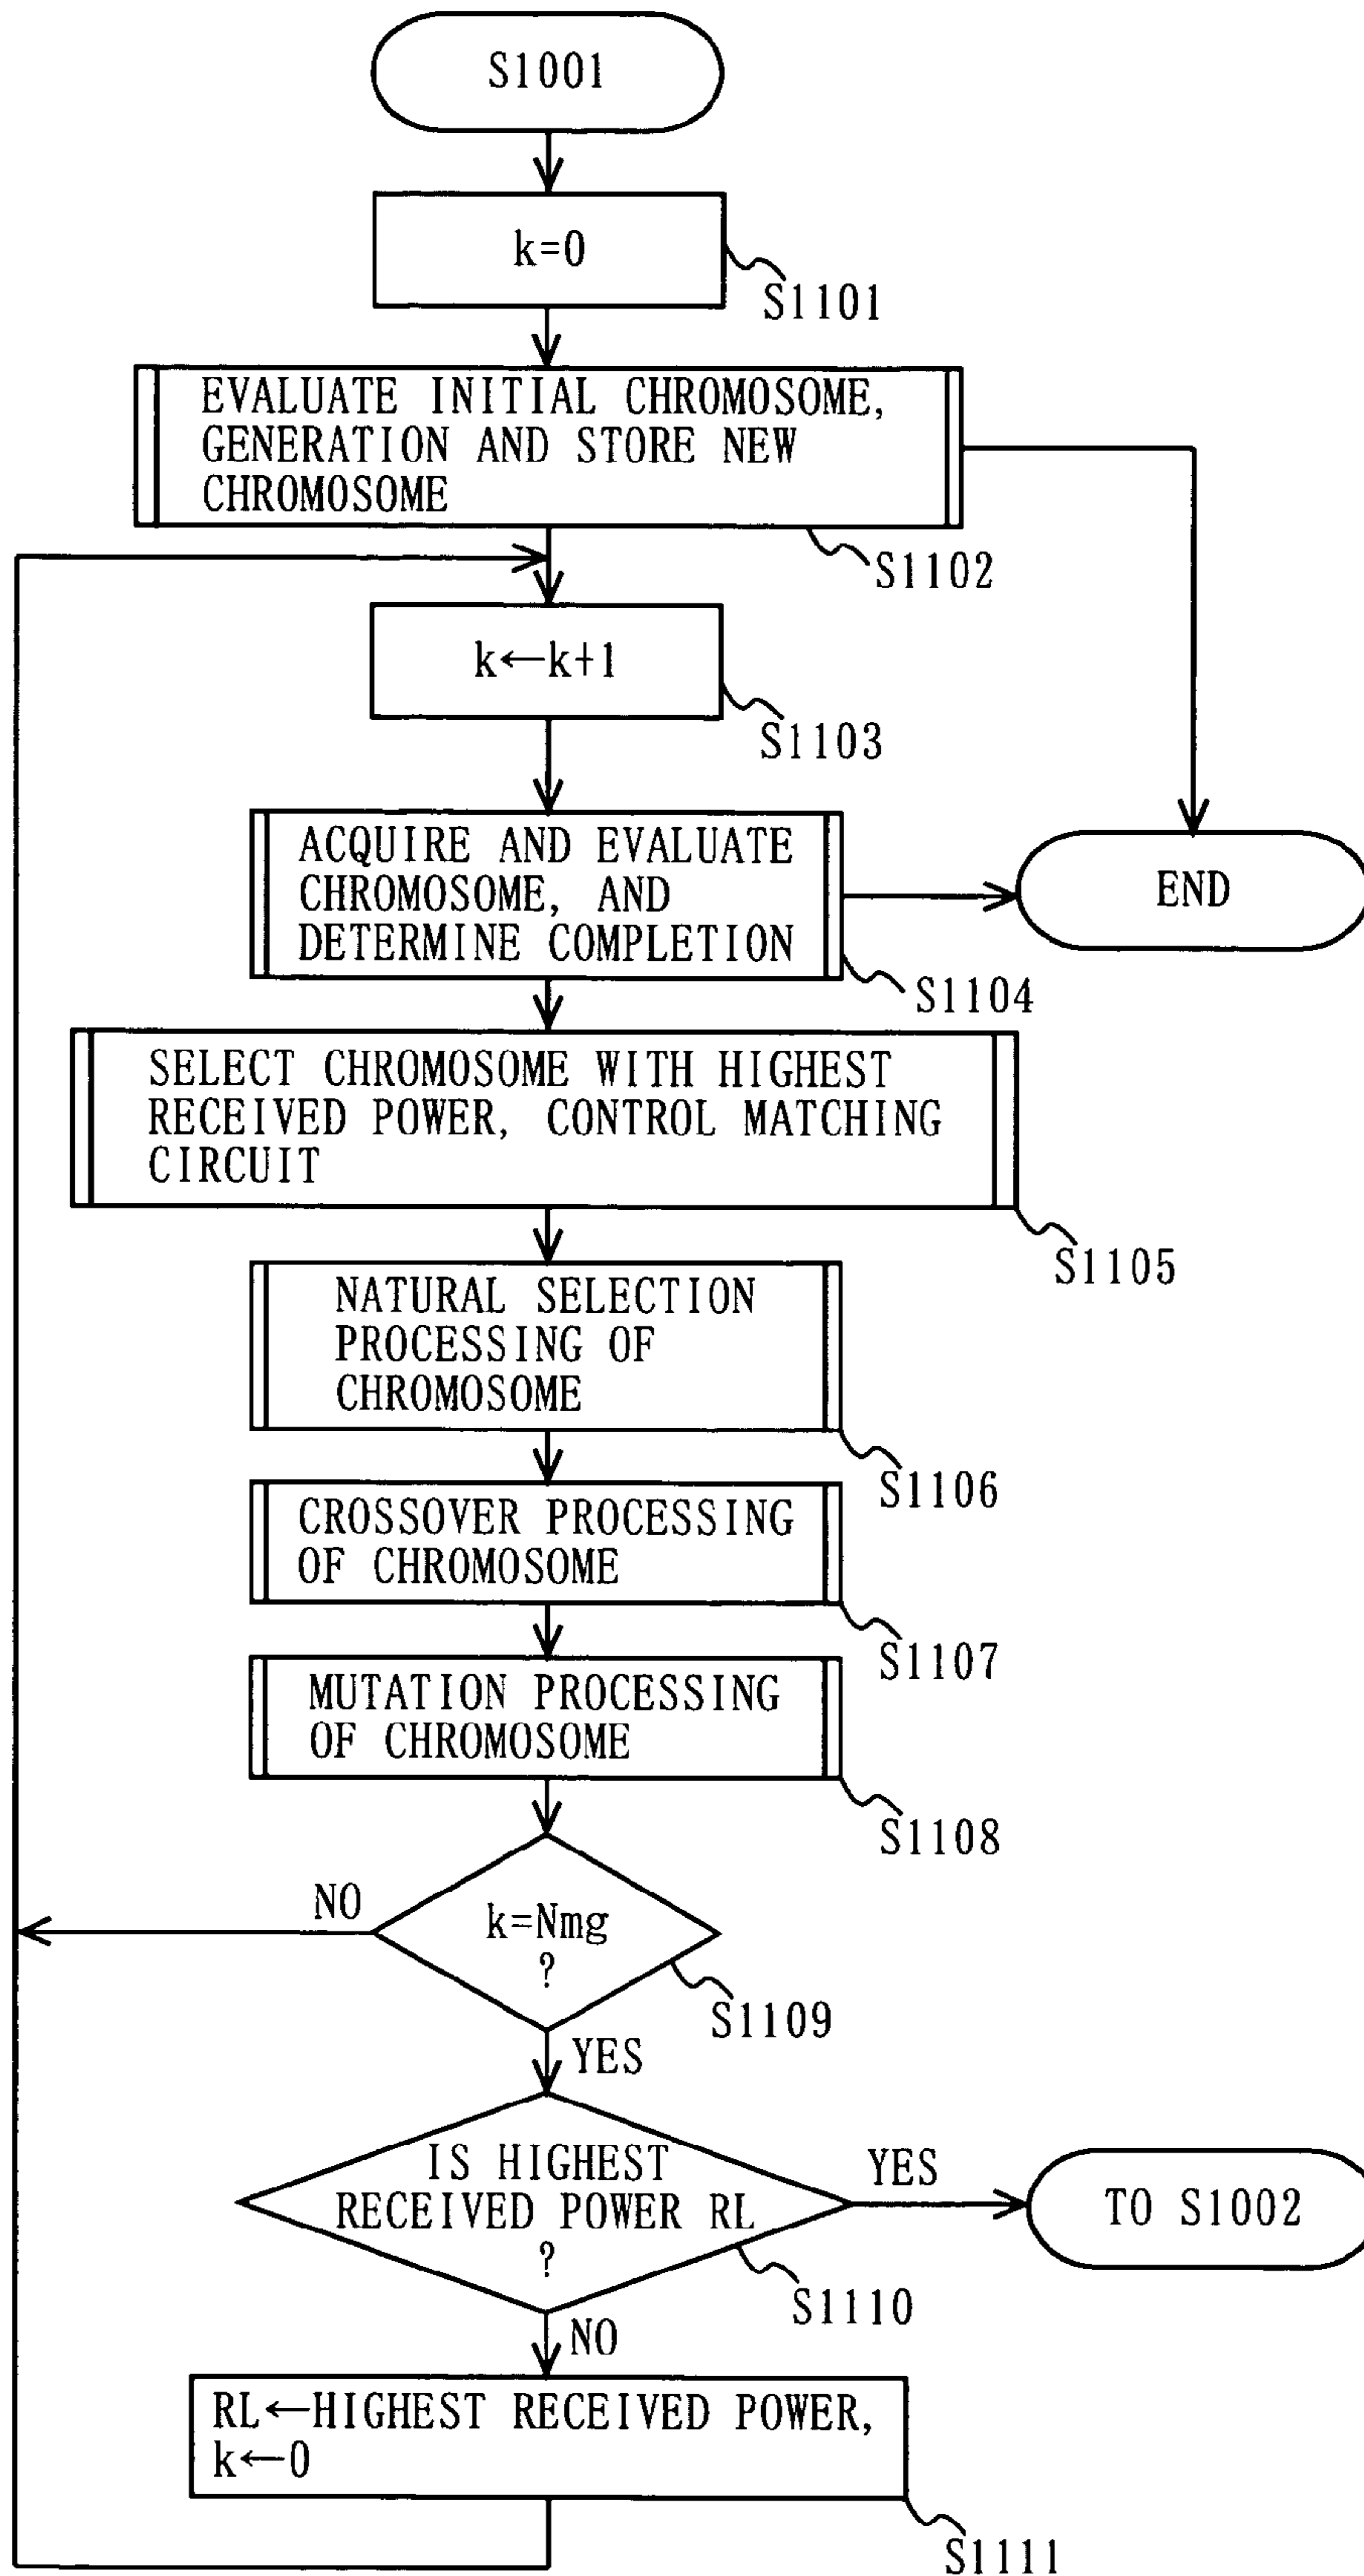 S1001
k=0
S1101
EVALUATE INITIAL CHROMOSOME,
GENERATION AND STORE NEW
CHROMOSOME
S1102
k←k+1
S1103
ACQUIRE AND EVALUATE
CHROMOSOME, AND
DETERMINE COMPLETION
END
S1104
SELECT CHROMOSOME WITH HIGHEST
RECEIVED POWER, CONTROL MATCHING
CIRCUIT
S1105
NATURAL SELECTION
PROCESSING OF
CHROMOSOME
S1106
CROSSOVER PROCESSING
OF CHROMOSOME
S1107
MUTATION PROCESSING
OF CHROMOSOME
S1108
NO
k=Nmg
?
S1109
YES
IS HIGHEST
RECEIVED POWER RL
?
YES
TO S1002
S1110
NO
RL←HIGHEST RECEIVED POWER,
k←0
S1111